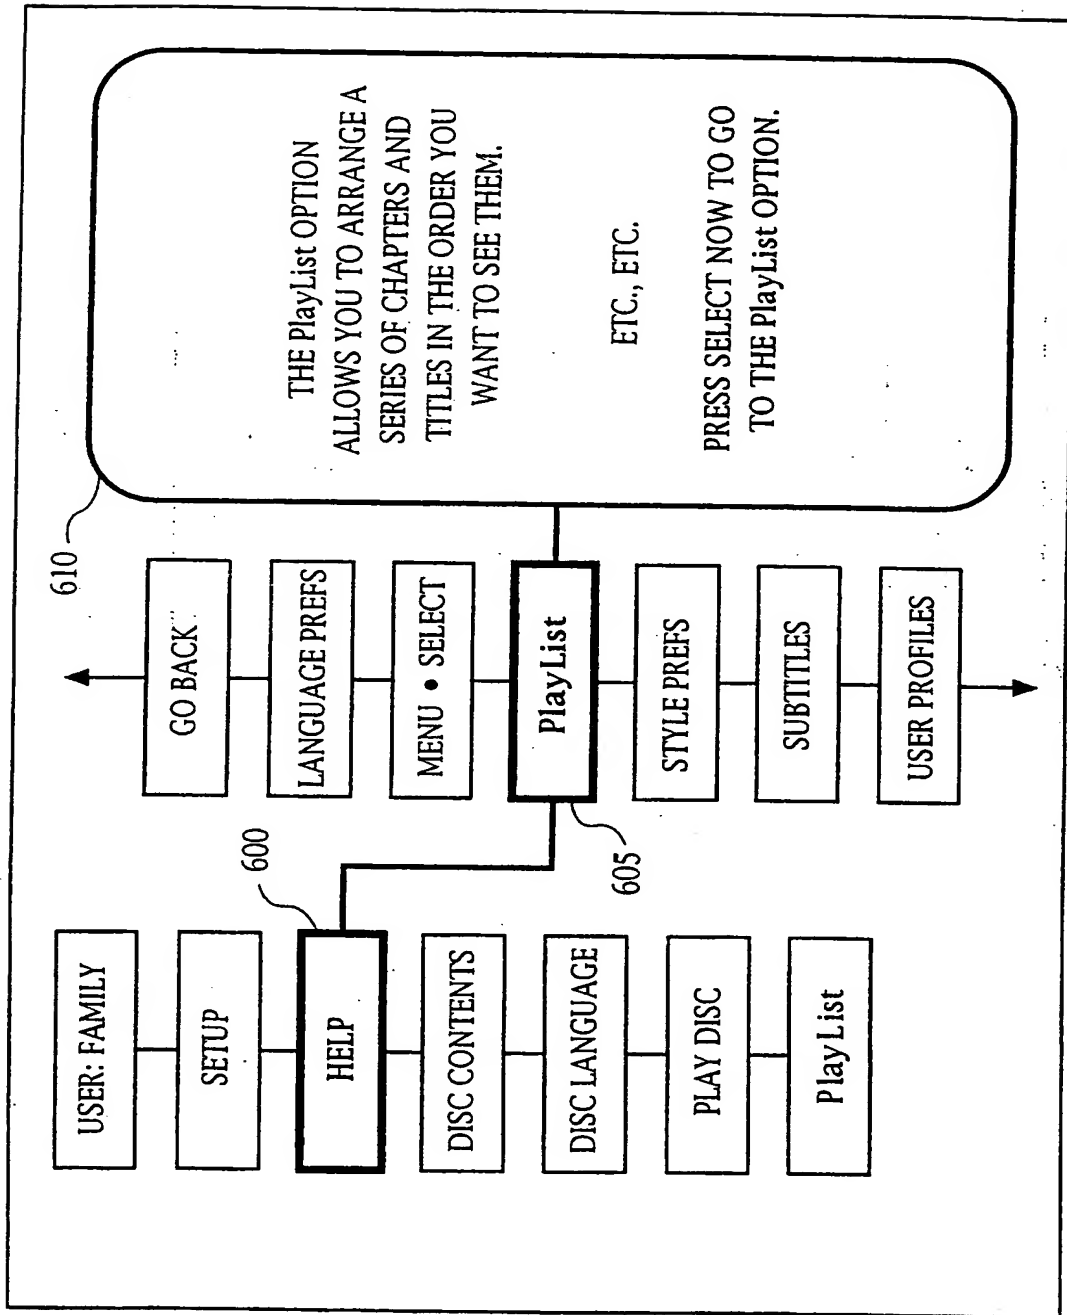 USER: FAMILY
SETUP
HELP
600
DISC CONTENTS
DISC LANGUAGE
PLAY DISC
PlayList
GO BACK
LANGUAGE PREFS
MENU • SELECT
PlayList
605
STYLE PREFS
SUBTITLES
USER PROFILES
610
THE PlayList OPTION
ALLOWS YOU TO ARRANGE A
SERIES OF CHAPTERS AND
TITLES IN THE ORDER YOU
WANT TO SEE THEM.
ETC., ETC.
PRESS SELECT NOW TO GO
TO THE PlayList OPTION.